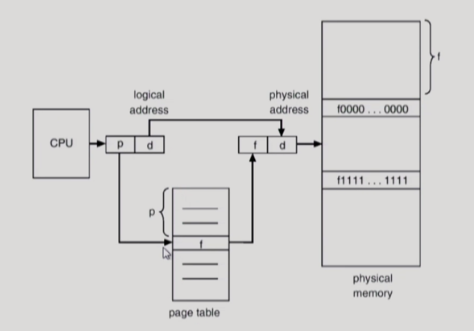 logical
address
physical
address
f
f0000 ... 0000
CPU
p d
f d
f1111 ... 1111
p
f
physical
memory
page table